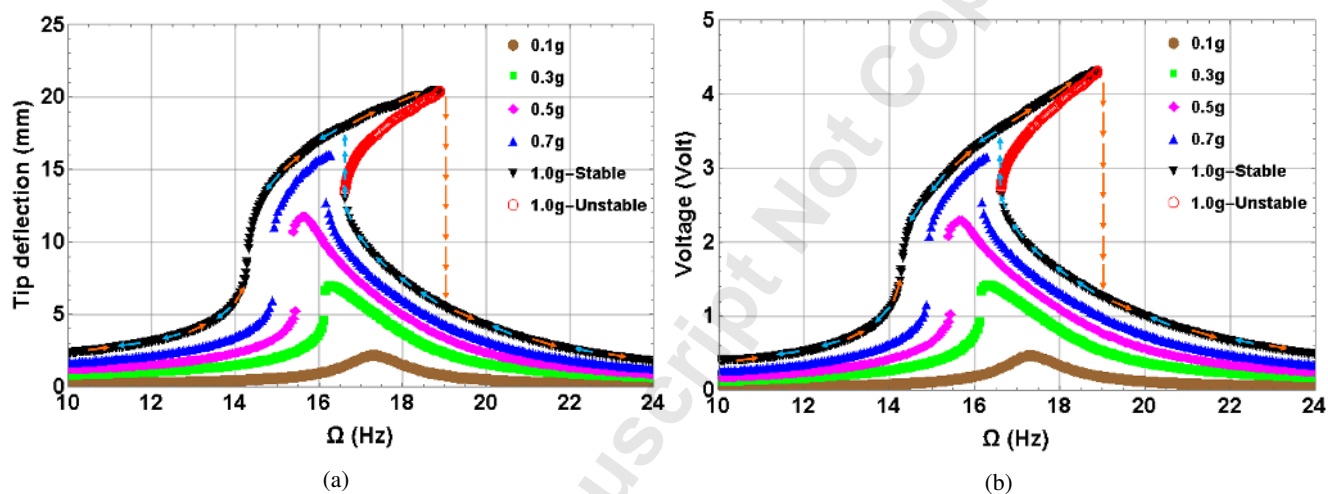 25
20
15
10
5
0
10
12
14
16
18
20
22
24
Tip deflection (mm)
Ω (Hz)
0.1g
0.3g
0.5g
0.7g
1.0g-Stable
1.0g-Unstable
(a)
5
4
3
2
1
0
10
12
14
16
18
20
22
24
Voltage (Volt)
Ω (Hz)
0.1g
0.3g
0.5g
0.7g
1.0g-Stable
1.0g-Unstable
(b)
uscript Not Cop